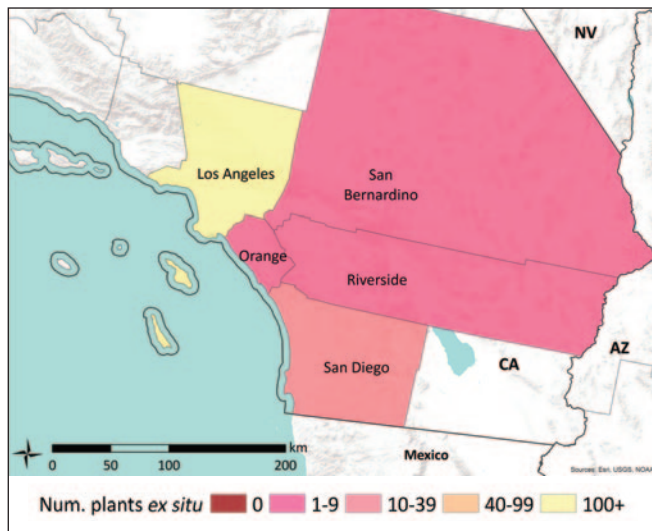 NV
Los Angeles
San
Bernardino
Orange
Riverside
AZ
San Diego
CA
km
0 50 100 200
Mexico
Sources: Esri, USGS, NOAA
Num. plants ex situ 0 1-9 10-39 40-99 100+